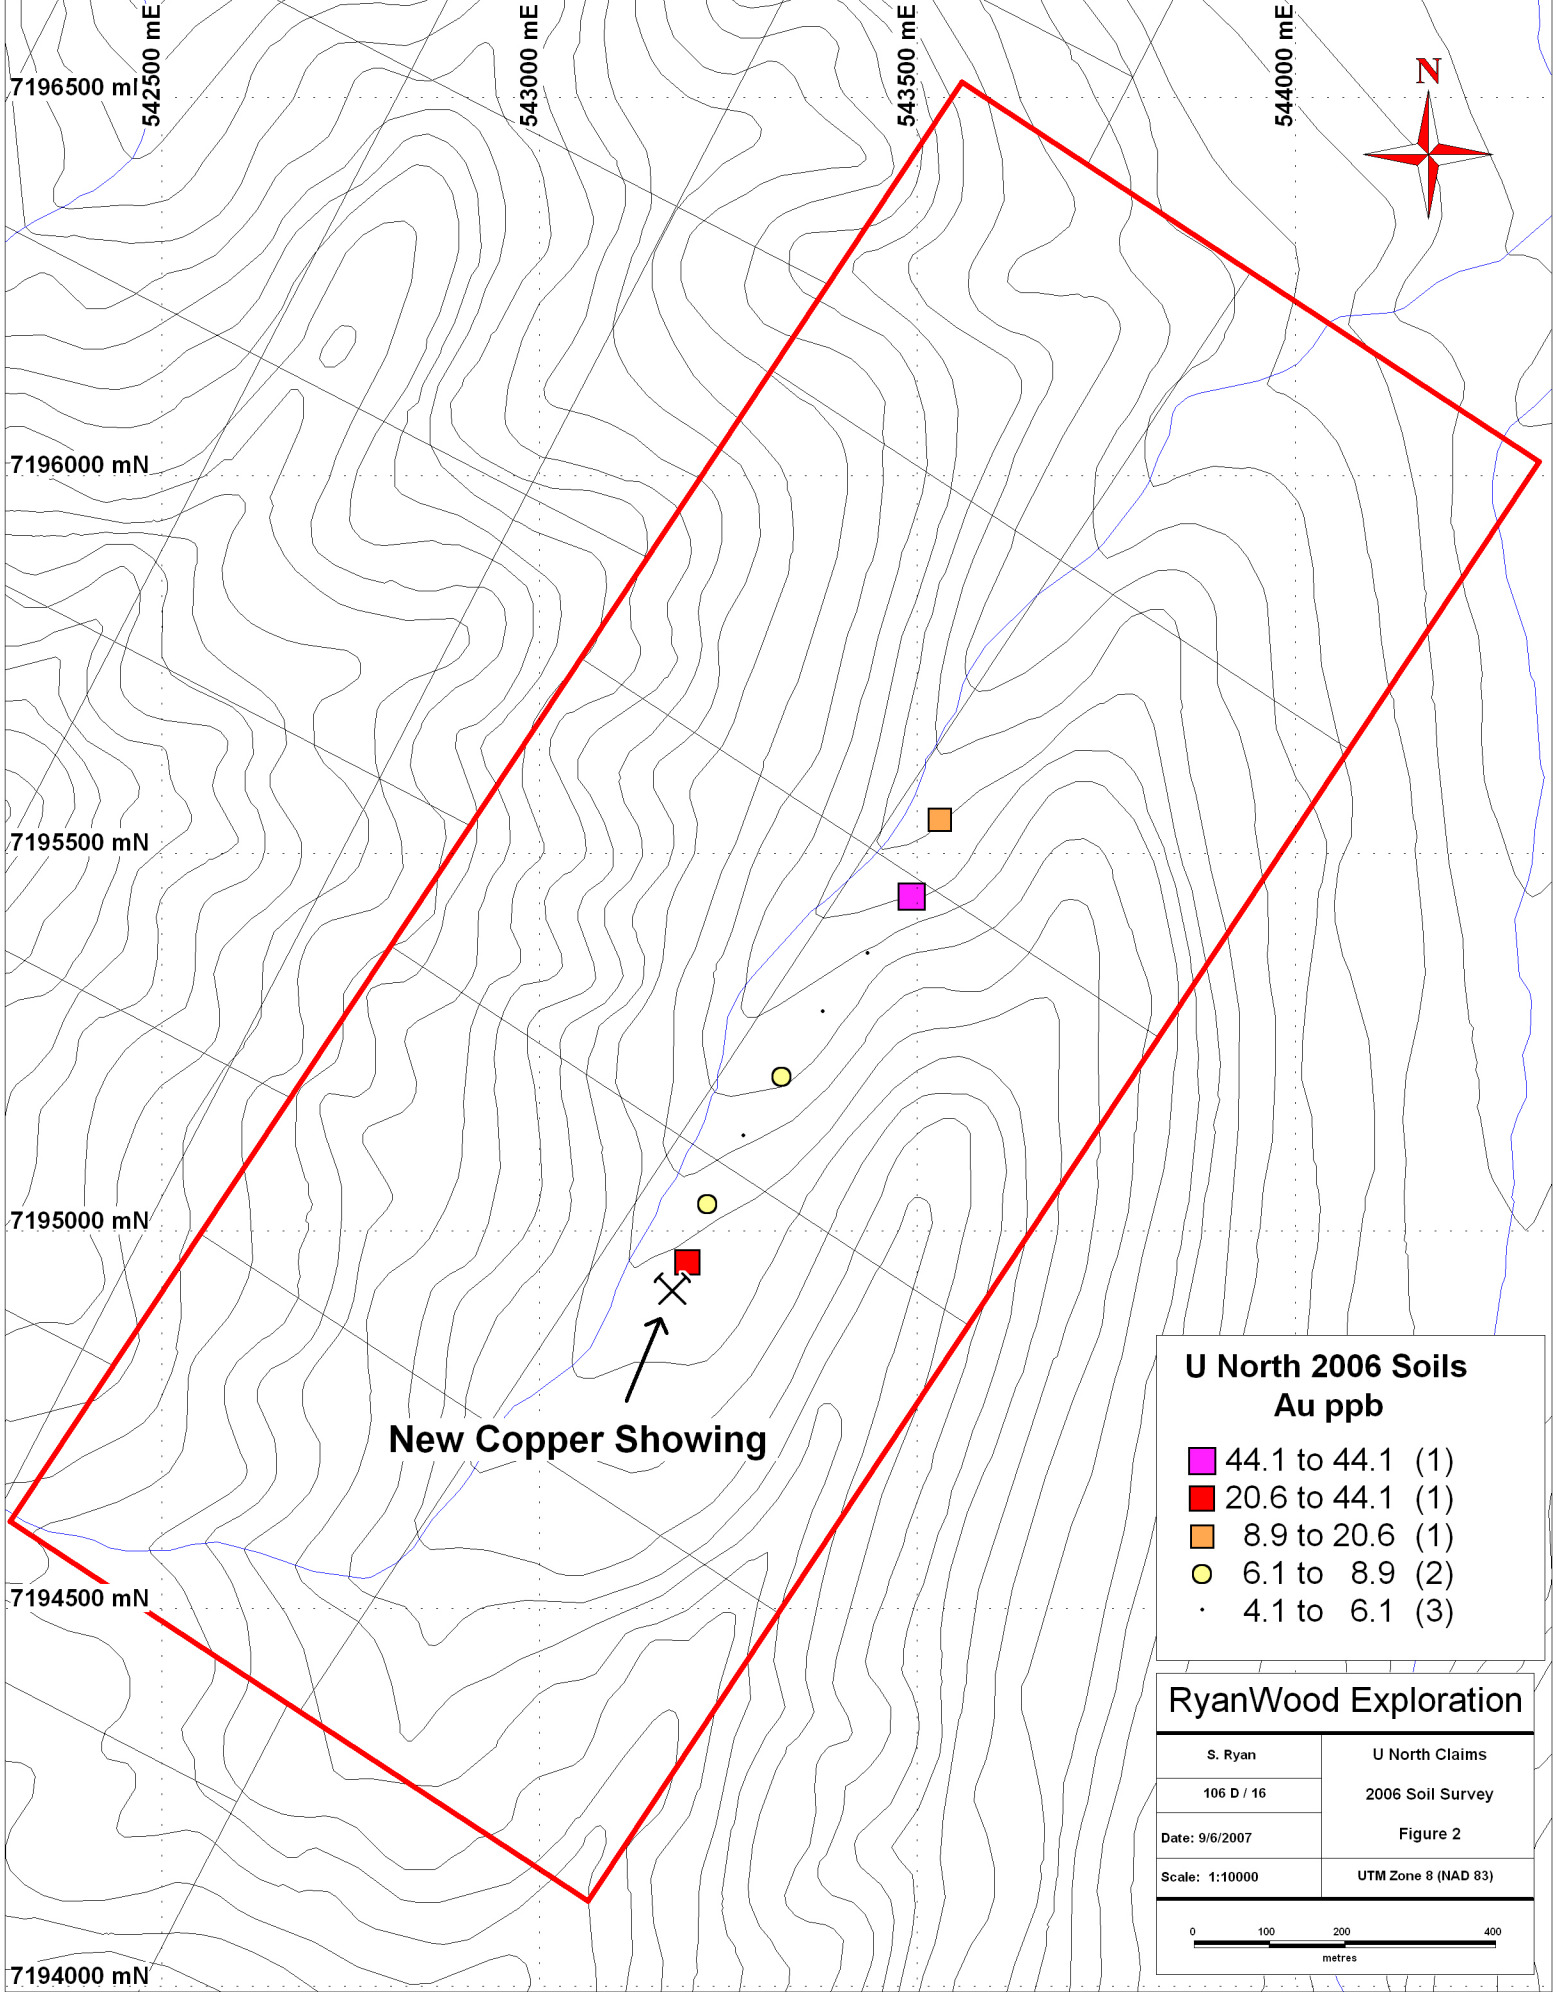 542500 mE
543000 mE
543500 mE
544000 mE
N
7196500 ml
7196000 mN
7195500 mN
7195000 mN
New Copper Showing
7194500 mN
7194000 mN
U North 2006 Soils
Au ppb
44.1 to 44.1 (1)
20.6 to 44.1 (1)
8.9 to 20.6 (1)
6.1 to 8.9 (2)
4.1 to 6.1 (3)
RyanWood Exploration
S. Ryan
106 D / 16
Date: 9/6/2007
Scale: 1:10000
U North Claims
2006 Soil Survey
Figure 2
UTM Zone 8 (NAD 83)
0 100 200 400
metres